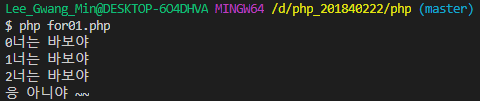 Lee_Gwang_Min@DESKTOP-6O4DHVA MINGW64 /d/php_201840222/php (master)
$ php for01.php
0너는 바보야
1너는 바보야
2너는 바보야
응 아니야 ~~